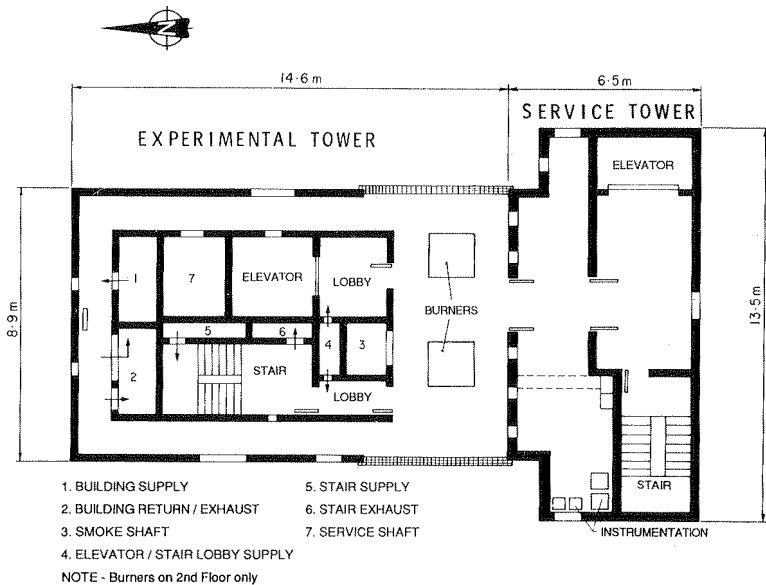 N
14·6 m
6·5 m
EXPERIMENTAL TOWER
SERVICE TOWER
8·9 m
13·5 m
ELEVATOR
1
7
ELEVATOR
LOBBY
BURNERS
5
6
4
3
2
STAIR
LOBBY
STAIR
INSTRUMENTATION
1. BUILDING SUPPLY
2. BUILDING RETURN / EXHAUST
3. SMOKE SHAFT
4. ELEVATOR / STAIR LOBBY SUPPLY
5. STAIR SUPPLY
6. STAIR EXHAUST
7. SERVICE SHAFT
NOTE - Burners on 2nd Floor only